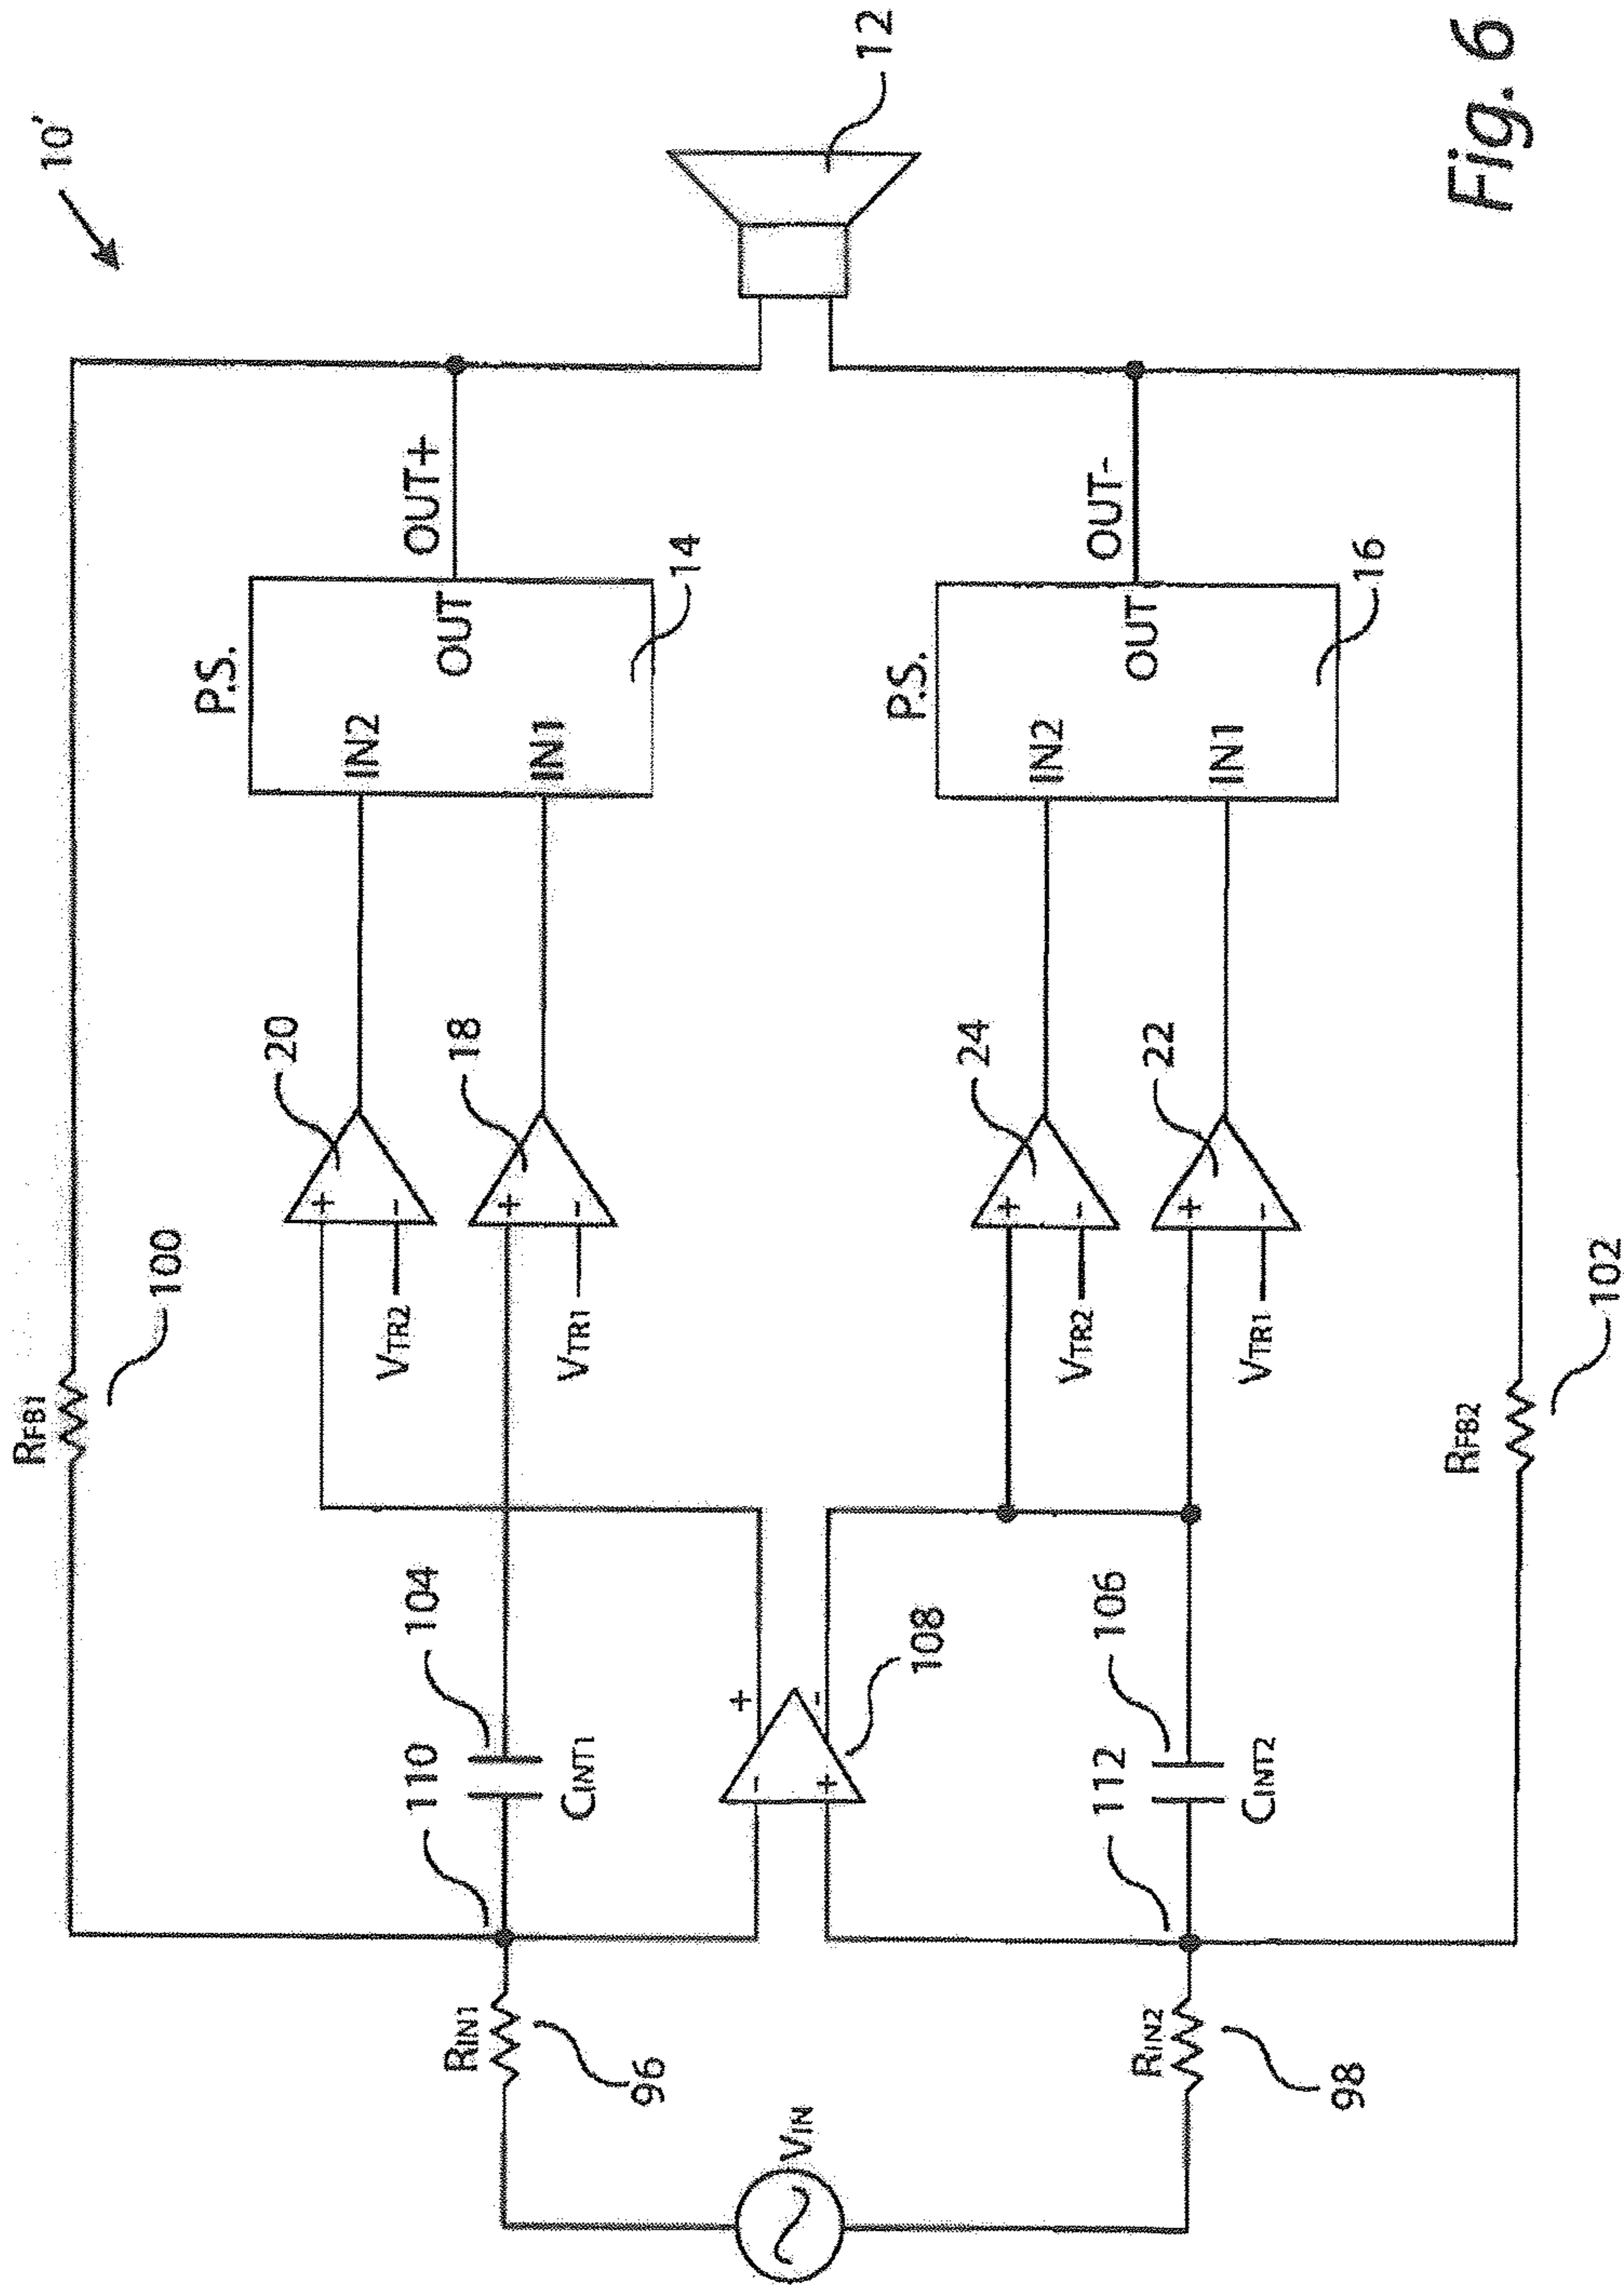 10'
RFB1
100
P.S.
IN2
OUT
OUT+
IN1
14
20
VTR2
18
VTR1
110
104
CINT1
RIN1
96
VIN
+
-
-
+
108
12
P.S.
IN2
OUT
OUT-
IN1
16
24
+
-
VTR2
22
+
-
VTR1
+
-
+
-
112
106
CINT2
RIN2
98
RFB2
102
Fig. 6